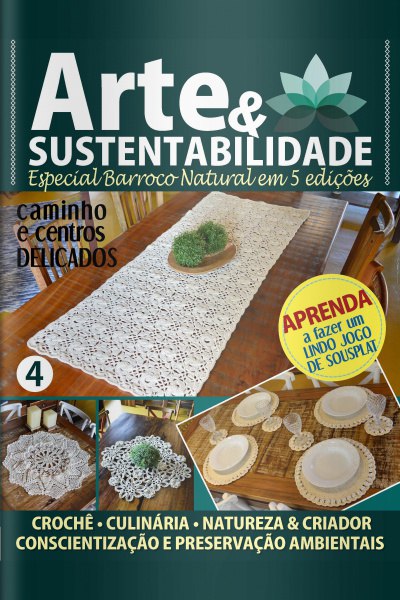 Arte&
SUSTENTABILIDADE
Especial Barroco Natural em 5 edições
caminho
e centros
DELICADOS
APRENDA
a fazer um
LINDO JOGO
DE SOUSPLAT
4
CROCHÊ • CULINÁRIA • NATUREZA & CRIADOR
CONSCIENTIZAÇÃO E PRESERVAÇÃO AMBIENTAIS